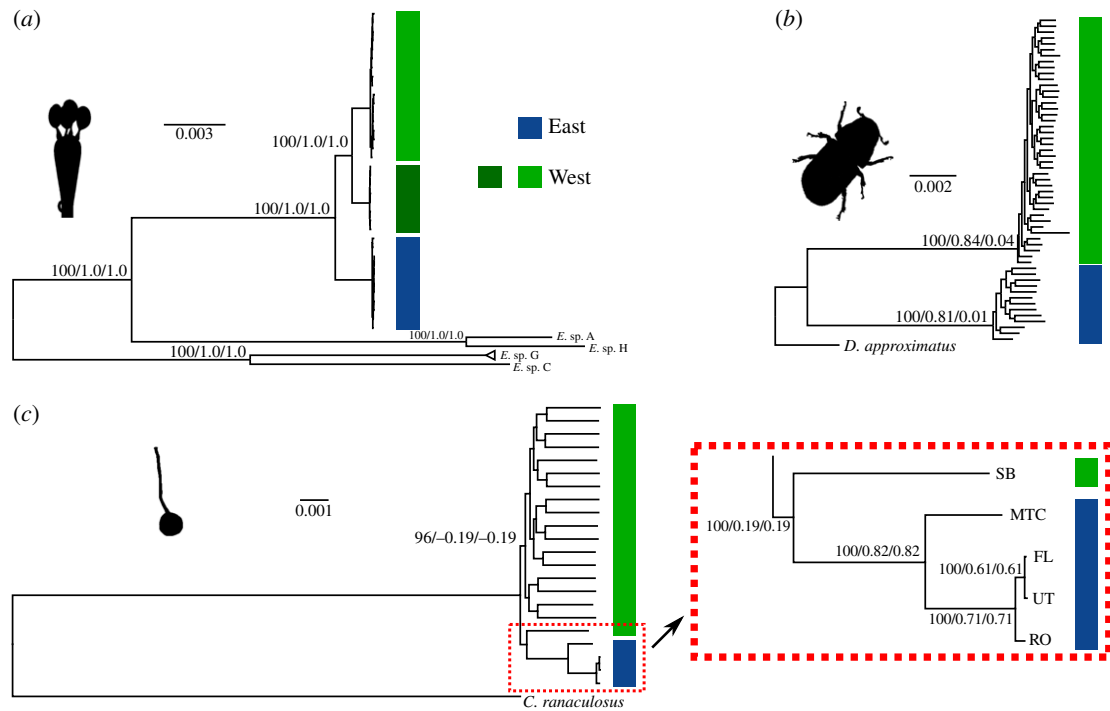 (a)
0.003
East
West
100/1.0/1.0
100/1.0/1.0
100/1.0/1.0
100/1.0/1.0
E. sp. A
E. sp. H
100/1.0/1.0
E. sp. G
E. sp. C
(b)
0.002
100/0.84/0.04
100/0.81/0.01
D. approximatus
(c)
0.001
96/–0.19/–0.19
C. ranaculosus
SB
100/0.19/0.19
MTC
100/0.82/0.82
FL
100/0.61/0.61
UT
100/0.71/0.71
RO